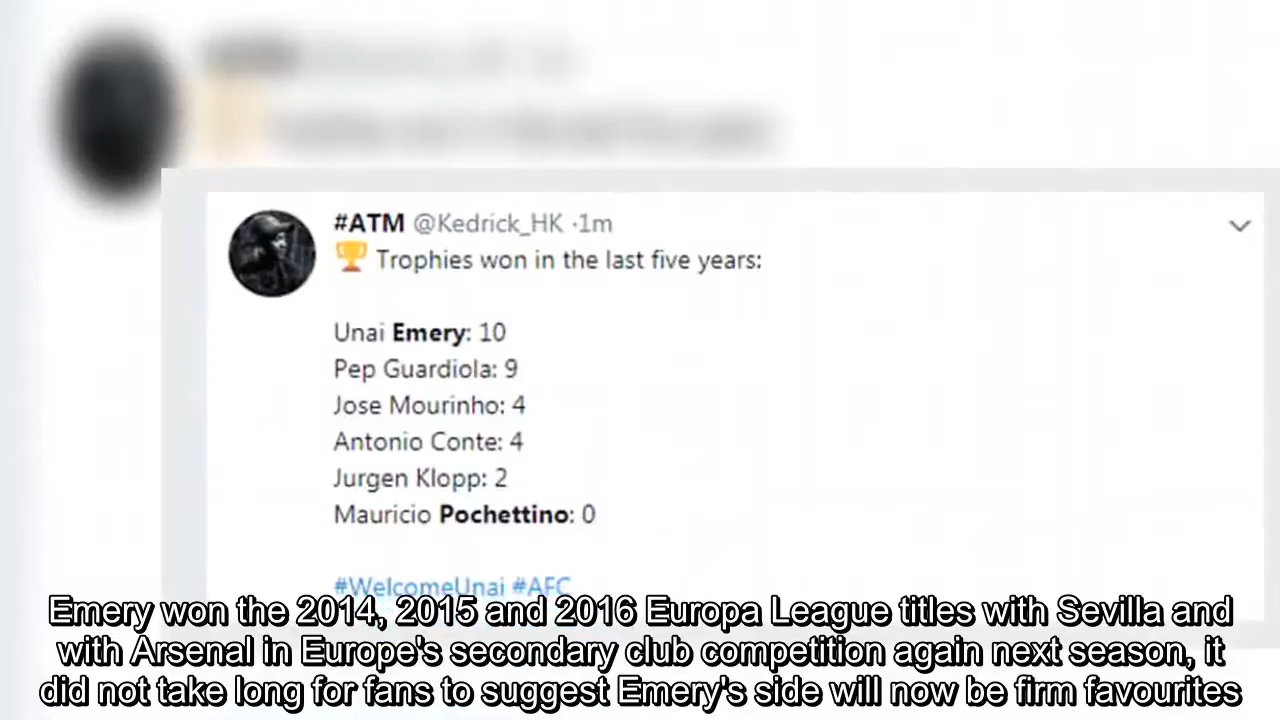 #ATM @Kedrick_HK ·1m
🏆 Trophies won in the last five years:
Unai Emery: 10
Pep Guardiola: 9
Jose Mourinho: 4
Antonio Conte: 4
Jurgen Klopp: 2
Mauricio Pochettino: 0
#WelcomeUnai #AFC
Emery won the 2014, 2015 and 2016 Europa League titles with Sevilla and
with Arsenal in Europe's secondary club competition again next season, it
did not take long for fans to suggest Emery's side will now be firm favourites